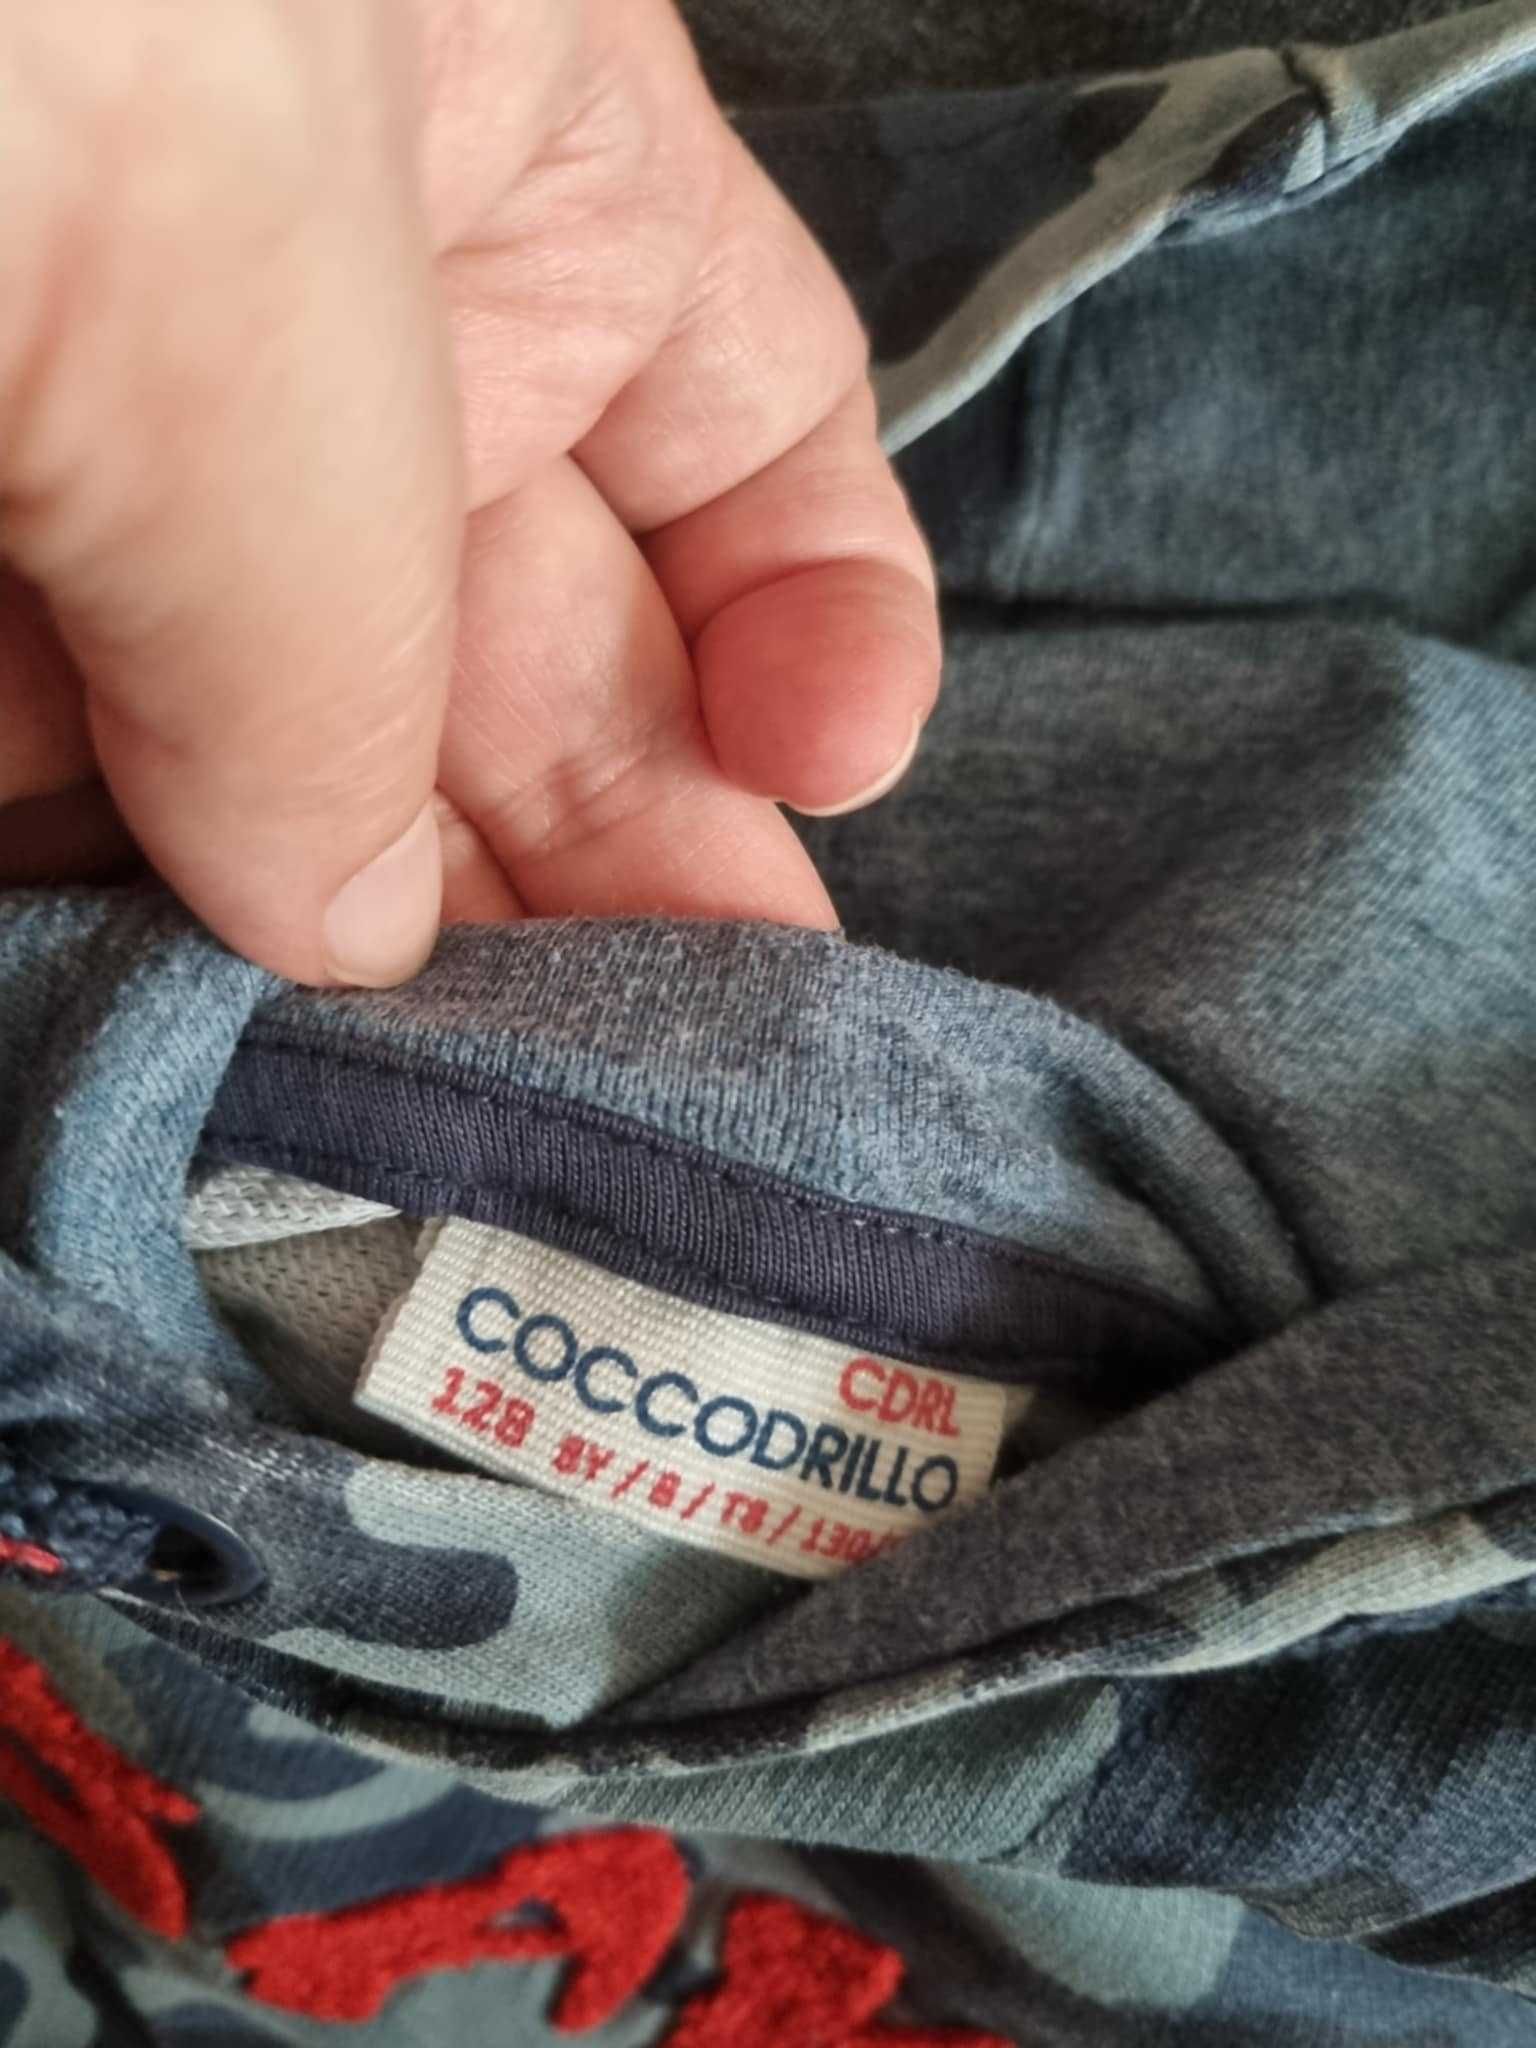 CDRL
COCCODRILLO
128 8Y / 8 / T8 / 130/